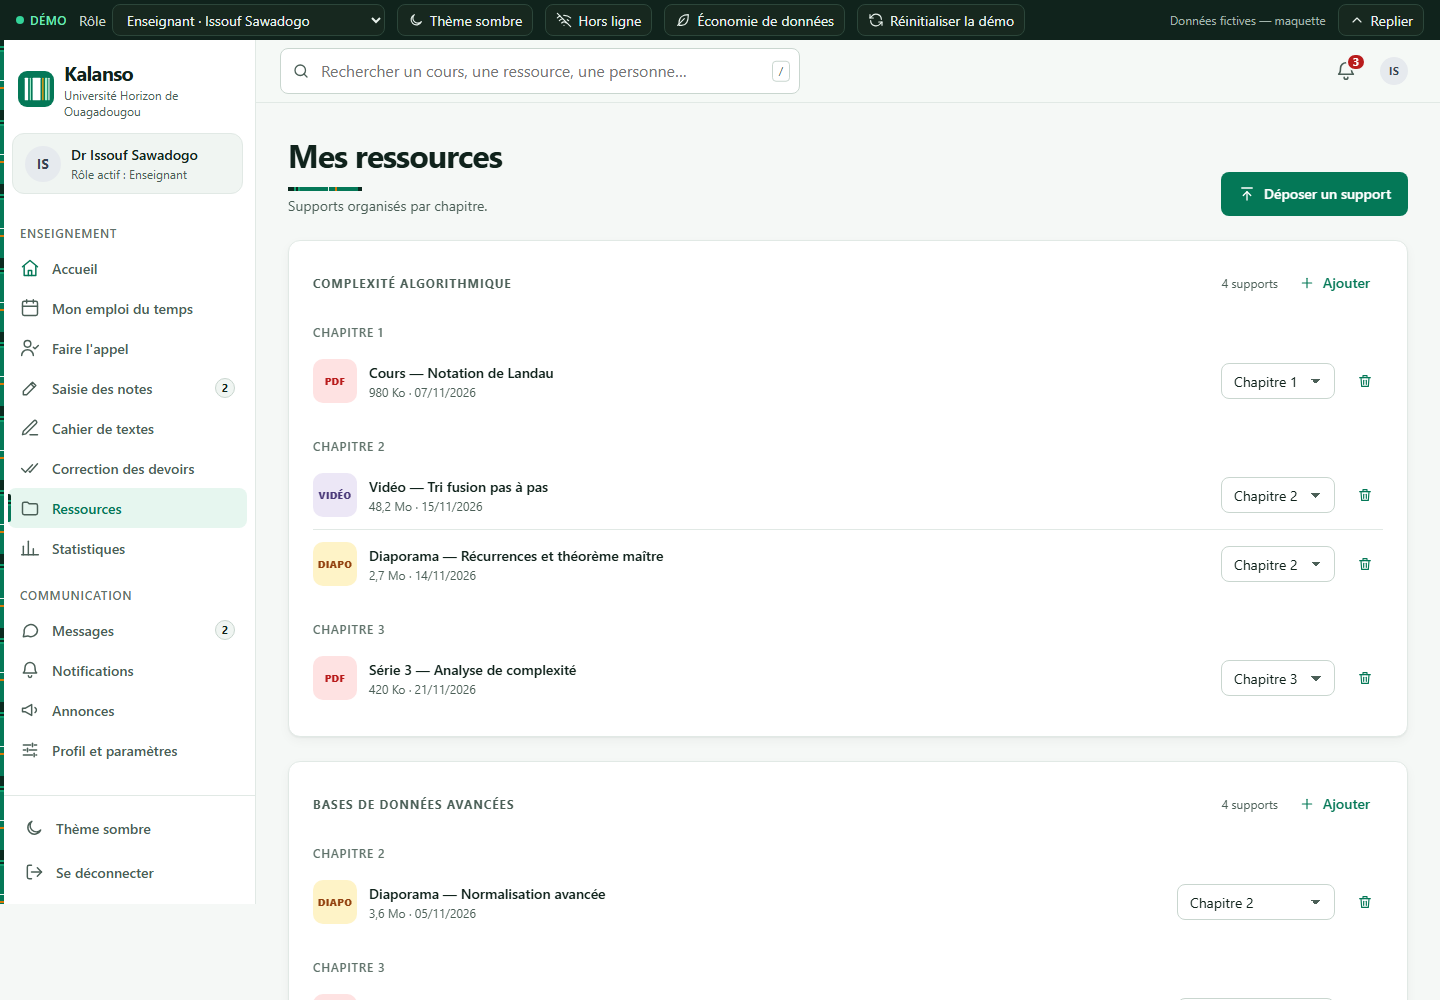 DÉMO Rôle Enseignant · Issouf Sawadogo Thème sombre Hors ligne Économie de données Réinitialiser la démo Données fictives — maquette Replier
Kalanso
Université Horizon de
Ouagadougou
Rechercher un cours, une ressource, une personne… /
3
IS
IS
Dr Issouf Sawadogo
Rôle actif : Enseignant
ENSEIGNEMENT
Accueil
Mon emploi du temps
Faire l'appel
Saisie des notes 2
Cahier de textes
Correction des devoirs
Ressources
Statistiques
COMMUNICATION
Messages 2
Notifications
Annonces
Profil et paramètres
Thème sombre
Se déconnecter
Mes ressources
Supports organisés par chapitre.
Déposer un support
COMPLEXITÉ ALGORITHMIQUE 4 supports Ajouter
CHAPITRE 1
PDF
Cours — Notation de Landau
980 Ko · 07/11/2026
Chapitre 1
CHAPITRE 2
VIDÉO
Vidéo — Tri fusion pas à pas
48,2 Mo · 15/11/2026
Chapitre 2
DIAPO
Diaporama — Récurrences et théorème maître
2,7 Mo · 14/11/2026
Chapitre 2
CHAPITRE 3
PDF
Série 3 — Analyse de complexité
420 Ko · 21/11/2026
Chapitre 3
BASES DE DONNÉES AVANCÉES 4 supports Ajouter
CHAPITRE 2
DIAPO
Diaporama — Normalisation avancée
3,6 Mo · 05/11/2026
Chapitre 2
CHAPITRE 3